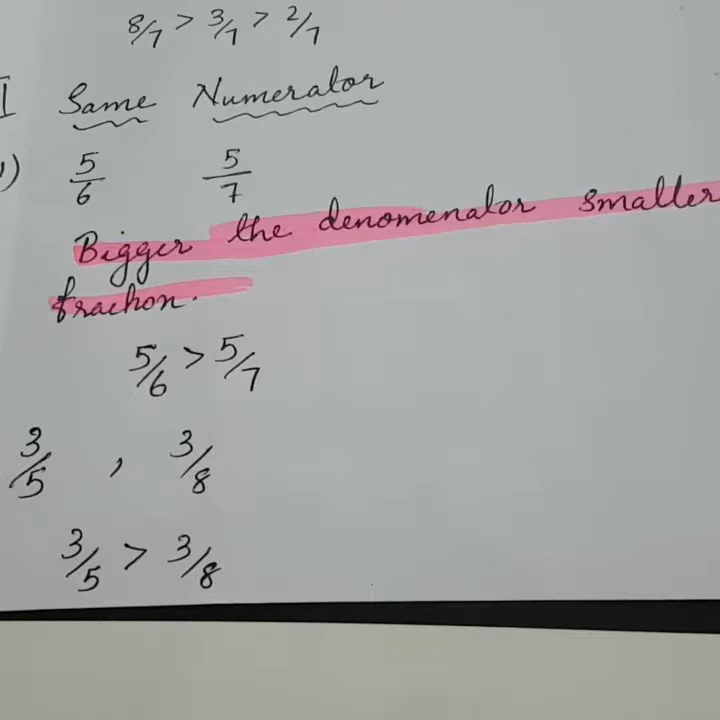 8/7 > 3/7 > 2/7
I Same Numerator
1) 5/6 5/7
Bigger the denomenator smaller
fraction.
5/6 > 5/7
3/5 , 3/8
3/5 > 3/8